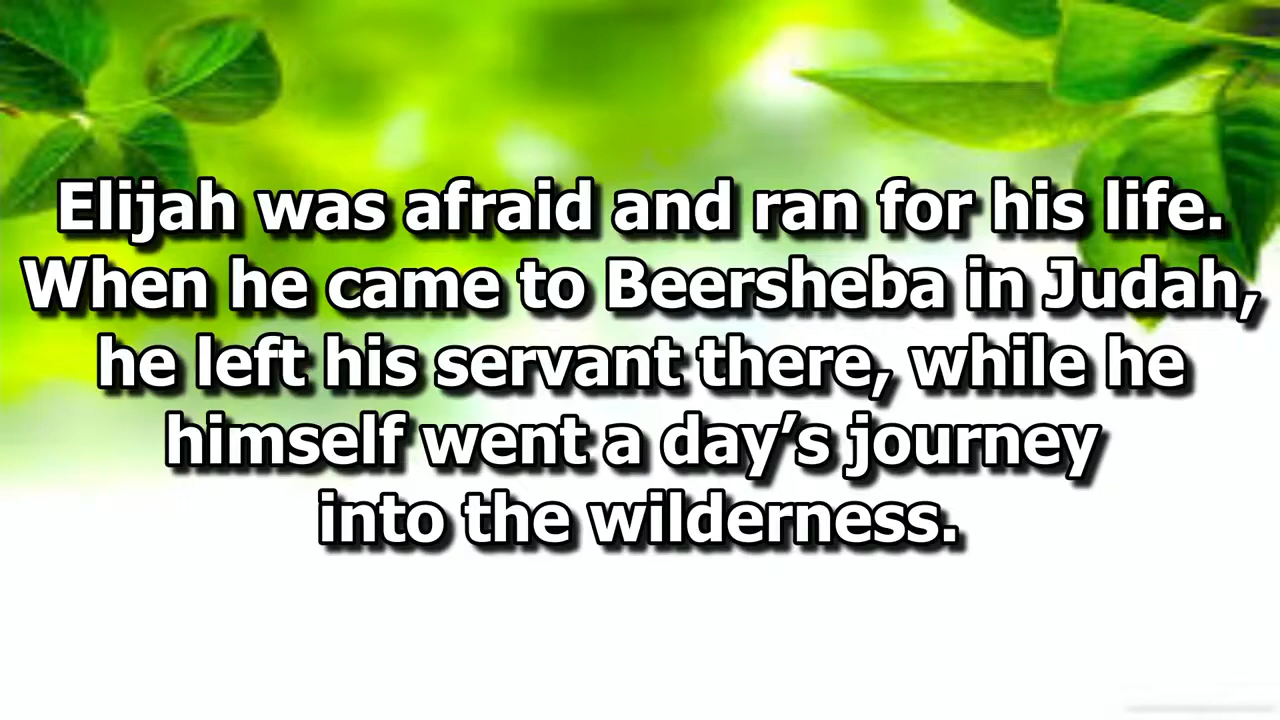 Elijah was afraid and ran for his life.
When he came to Beersheba in Judah,
he left his servant there, while he
himself went a day’s journey
into the wilderness.